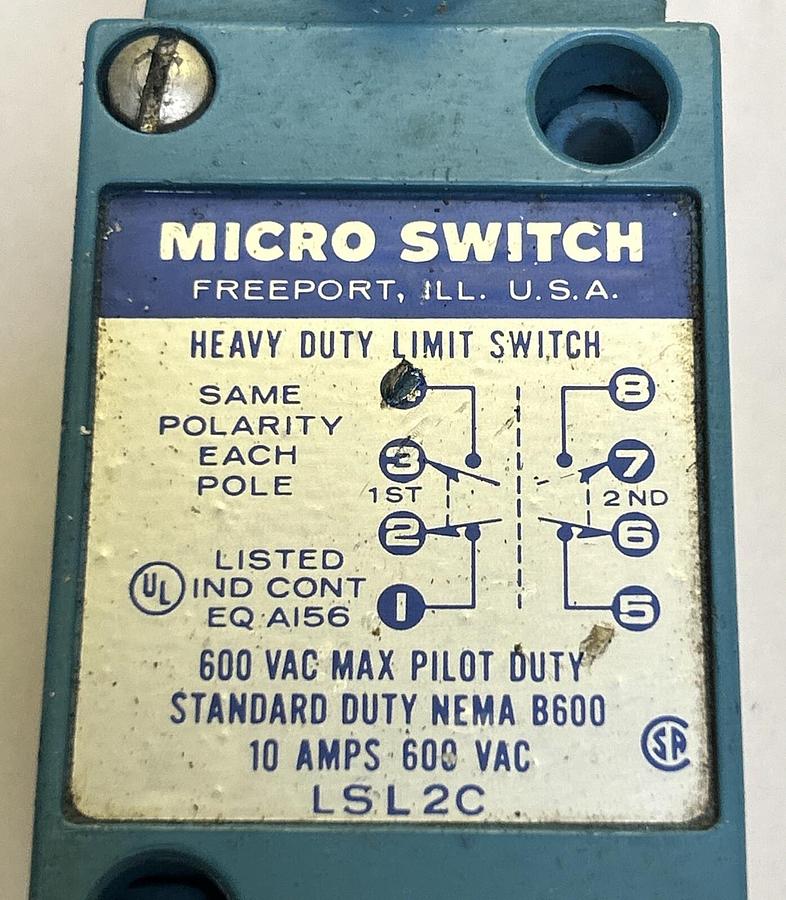 MICRO SWITCH
FREEPORT, ILL. U.S.A.
HEAVY DUTY LIMIT SWITCH
SAME
POLARITY
EACH
POLE
8
3
7
1ST
2ND
2
6
1
5
UL
LISTED
IND CONT
EQ A156
600 VAC MAX PILOT DUTY
STANDARD DUTY NEMA B600
10 AMPS 600 VAC
SA
LSL2C